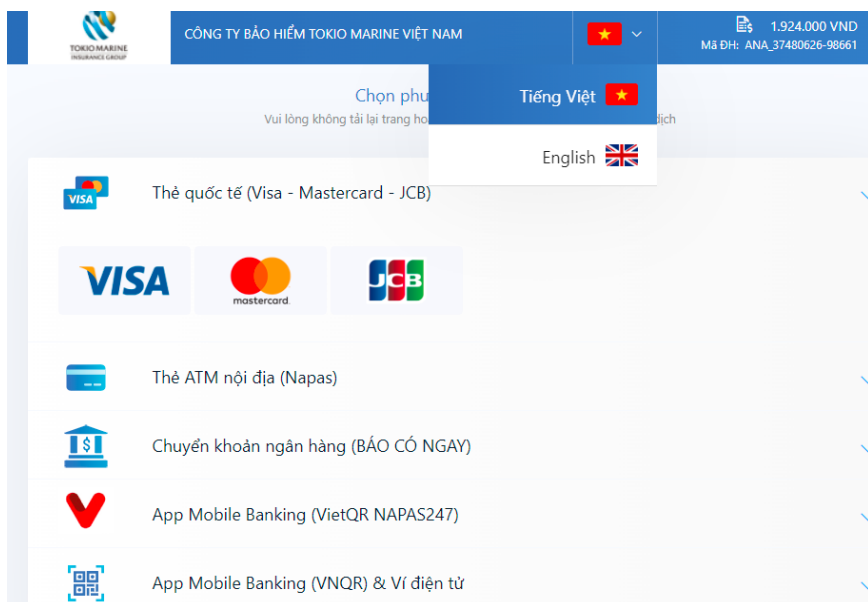 TOKIO MARINE
INSURANCE GROUP
CÔNG TY BẢO HIỂM TOKIO MARINE VIỆT NAM
1.924.000 VND
Mã ĐH: ANA_37480626-98661
Chọn phu
Tiếng Việt
Vui lòng không tải lại trang ho
dịch
English
VISA
Thẻ quốc tế (Visa - Mastercard - JCB)
VISA
mastercard.
JCB
Thẻ ATM nội địa (Napas)
Chuyển khoản ngân hàng (BÁO CÓ NGAY)
App Mobile Banking (VietQR NAPAS247)
App Mobile Banking (VNQR) & Ví điện tử